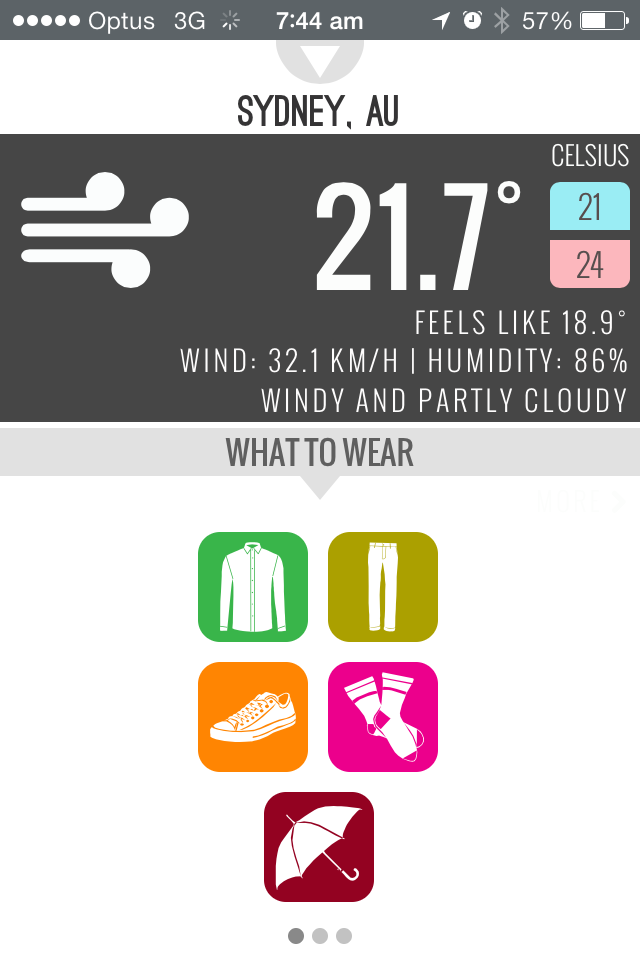 Optus 3G 7:44 am 57%
SYDNEY, AU
CELSIUS
21.7°
21
24
FEELS LIKE 18.9°
WIND: 32.1 KM/H | HUMIDITY: 86%
WINDY AND PARTLY CLOUDY
WHAT TO WEAR
MORE